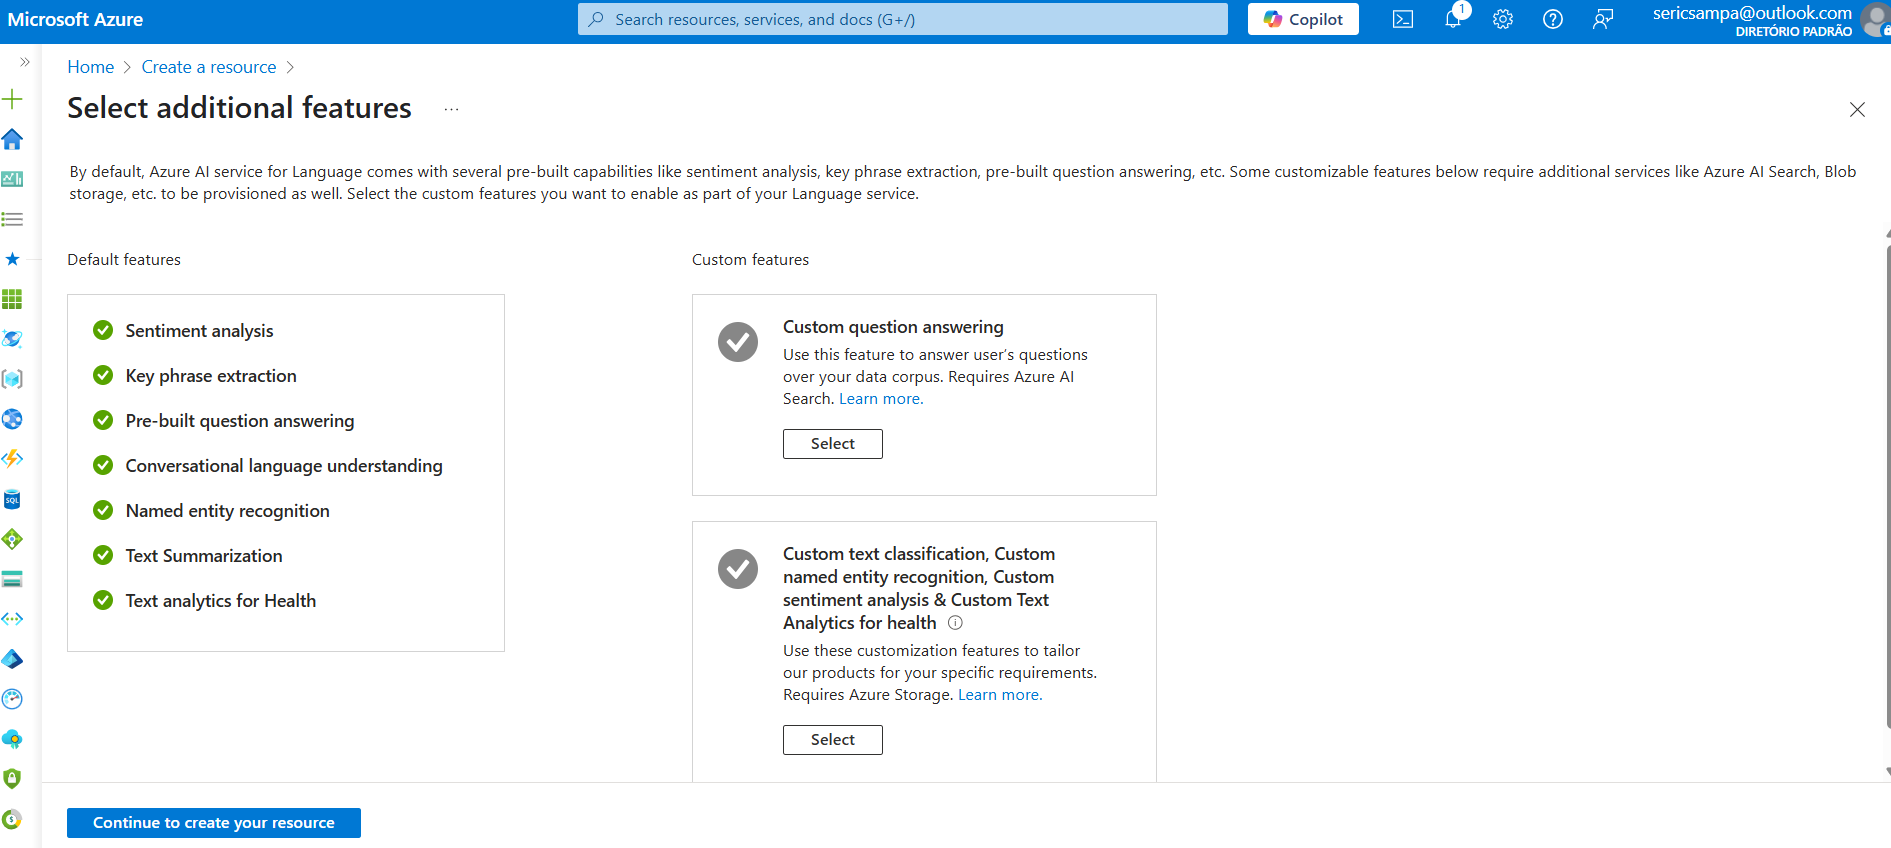 Microsoft Azure
Search resources, services, and docs (G+/)
Copilot
1
sericsampa@outlook.com
DIRETÓRIO PADRÃO
Home > Create a resource >
Select additional features ...
By default, Azure AI service for Language comes with several pre-built capabilities like sentiment analysis, key phrase extraction, pre-built question answering, etc. Some customizable features below require additional services like Azure AI Search, Blob
storage, etc. to be provisioned as well. Select the custom features you want to enable as part of your Language service.
Default features
Sentiment analysis
Key phrase extraction
Pre-built question answering
Conversational language understanding
Named entity recognition
Text Summarization
Text analytics for Health
Custom features
Custom question answering
Use this feature to answer user's questions
over your data corpus. Requires Azure AI
Search. Learn more.
Select
Custom text classification, Custom
named entity recognition, Custom
sentiment analysis & Custom Text
Analytics for health
Use these customization features to tailor
our products for your specific requirements.
Requires Azure Storage. Learn more.
Select
Continue to create your resource
SQL